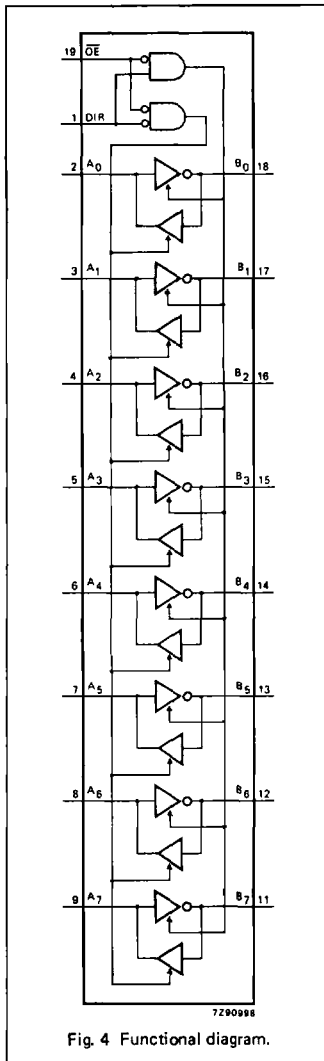 19 OE
1 DIR
2 A0 B0 18
3 A1 B1 17
4 A2 B2 16
5 A3 B3 15
6 A4 B4 14
7 A5 B5 13
8 A6 B6 12
9 A7 B7 11
7Z90998
Fig. 4 Functional diagram.